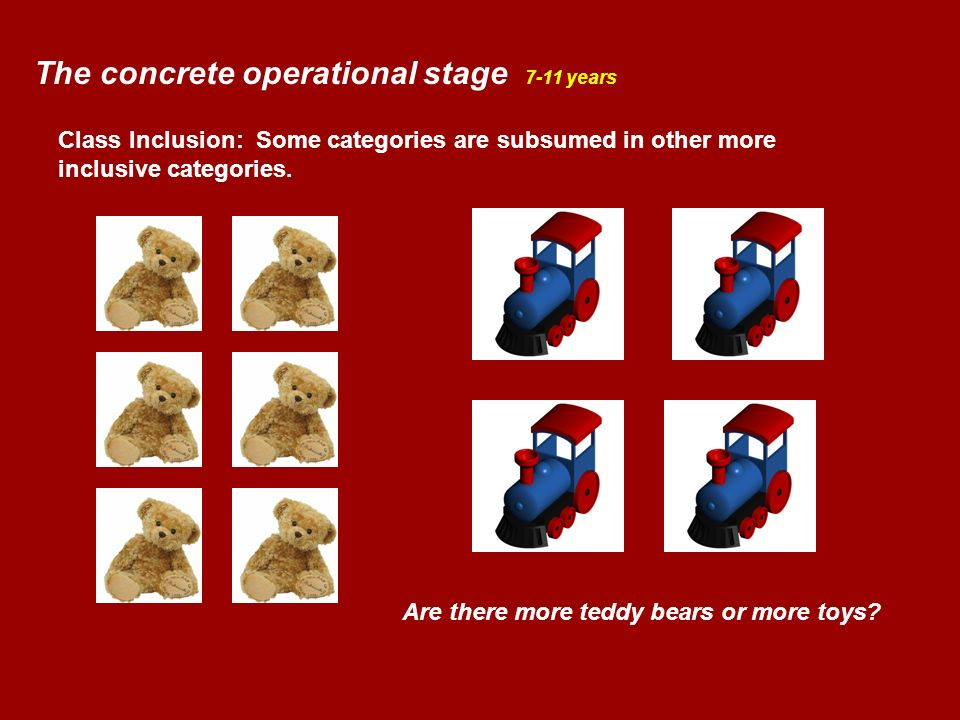 The concrete operational stage 7-11 years
Class Inclusion: Some categories are subsumed in other more
inclusive categories.
Are there more teddy bears or more toys?